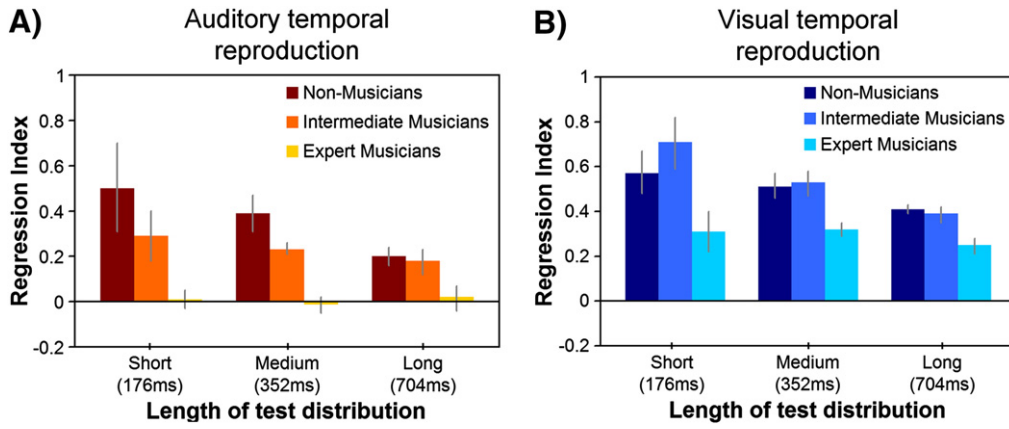 A)
Auditory temporal
reproduction
Regression Index
1
0.8
0.6
0.4
0.2
0
-0.2
Non-Musicians
Intermediate Musicians
Expert Musicians
Short
(176ms)
Medium
(352ms)
Long
(704ms)
Length of test distribution
B)
Visual temporal
reproduction
Regression Index
1
0.8
0.6
0.4
0.2
0
-0.2
Non-Musicians
Intermediate Musicians
Expert Musicians
Short
(176ms)
Medium
(352ms)
Long
(704ms)
Length of test distribution